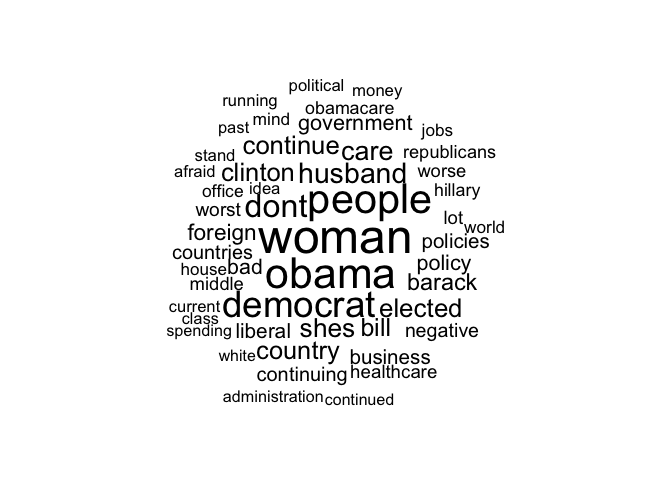 political money
running
obamacare
past mind government jobs
continue care republicans
stand
afraid clinton husband worse
office idea people hillary
worst dont lot
world
foreign woman policies
countries
house bad obama policy
middle barack
current democrat elected
class
spending liberal shes bill negative
white country business
continuing healthcare
administration continued